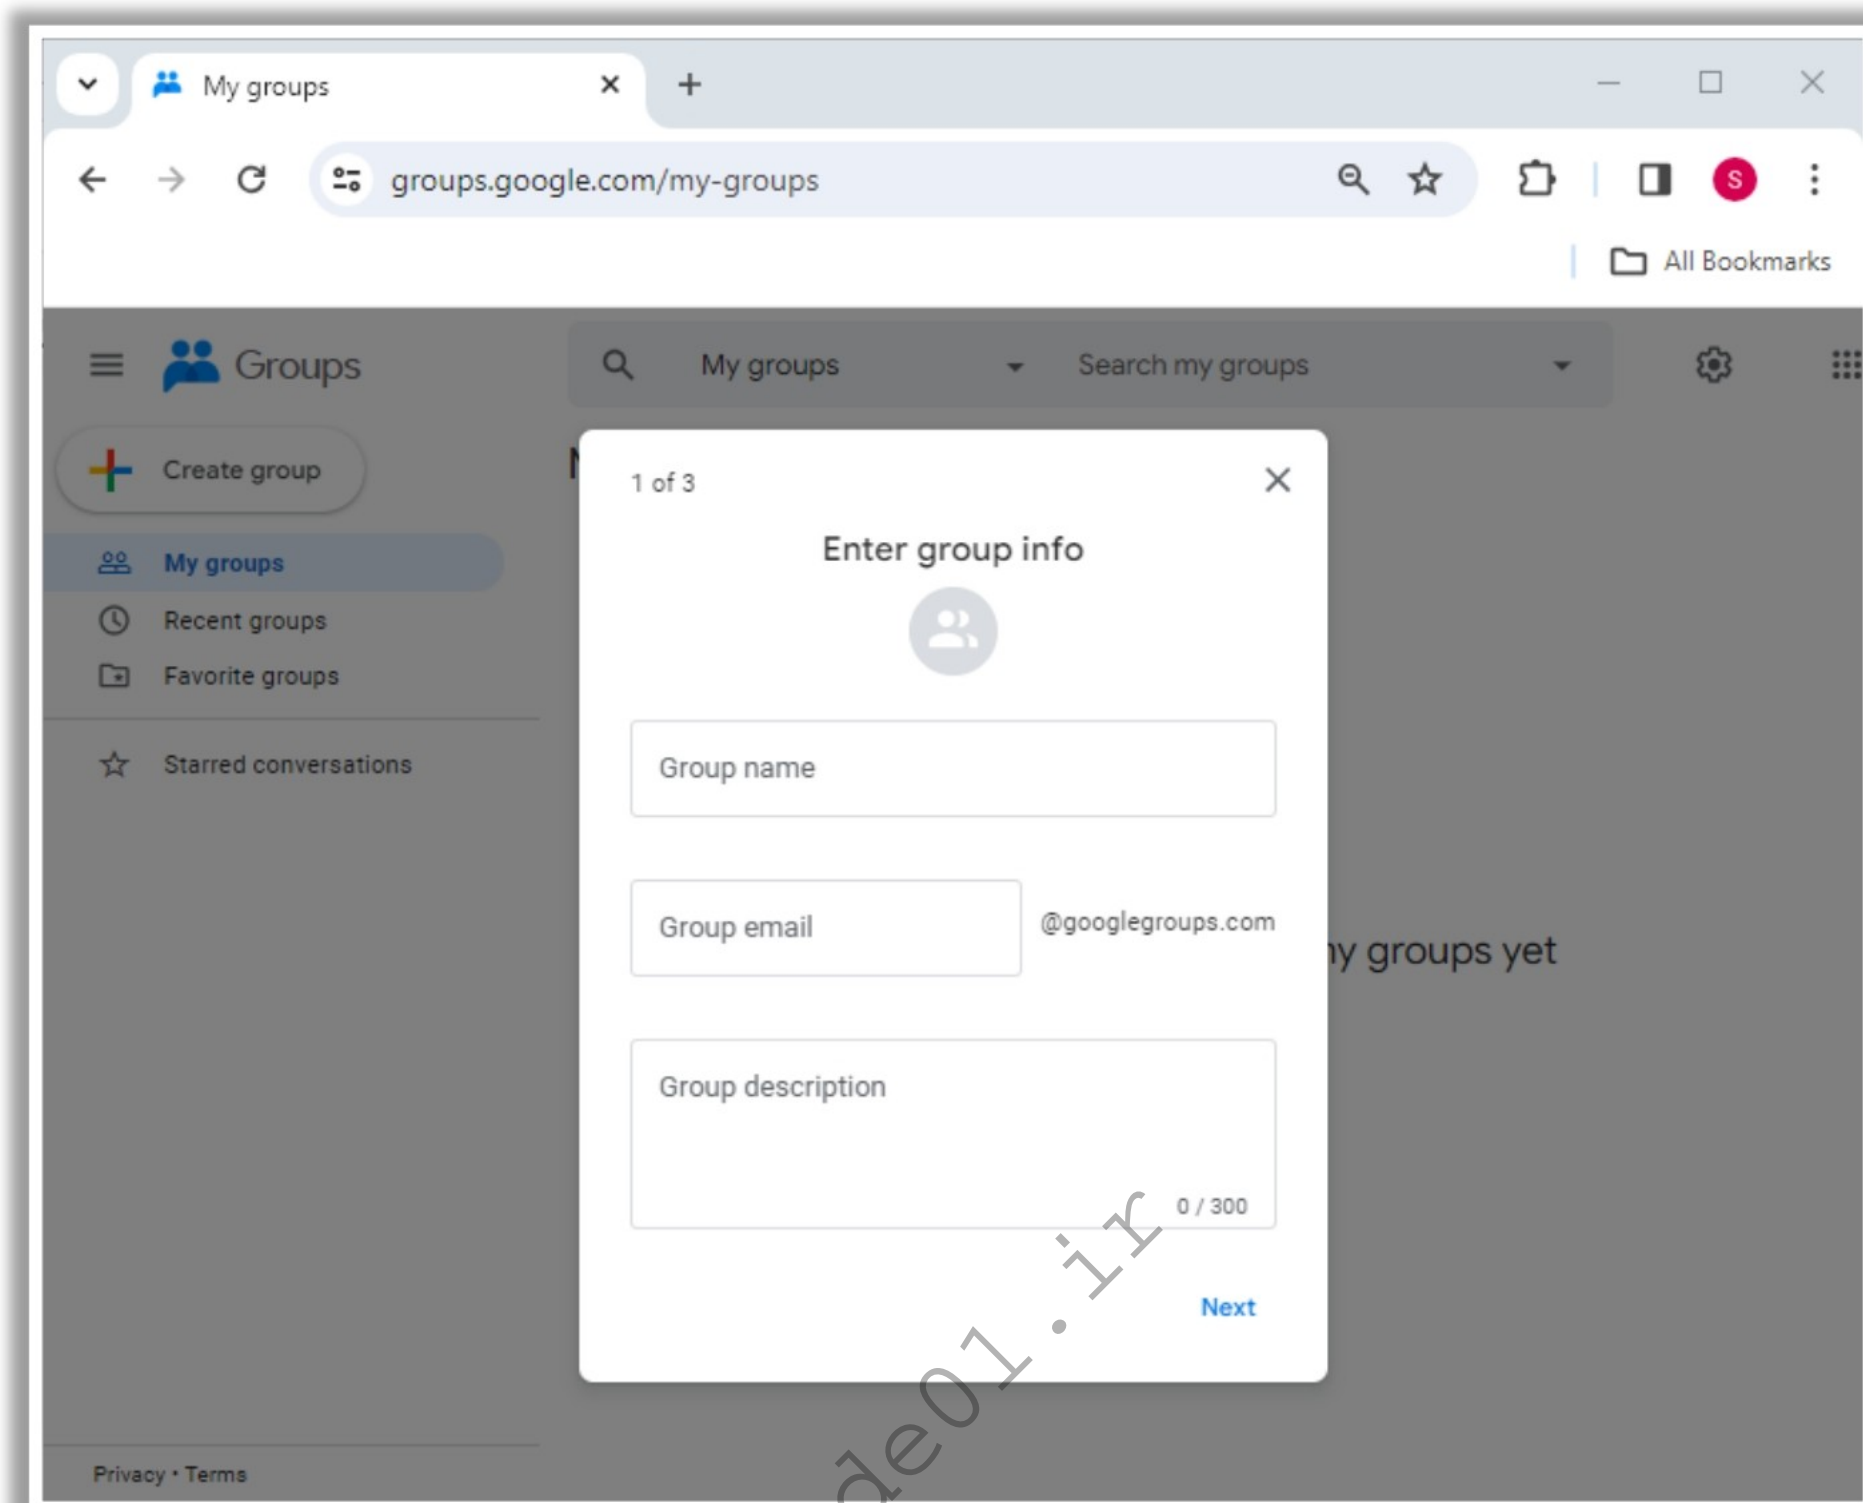 My groups
groups.google.com/my-groups
S
All Bookmarks
Groups
My groups
Search my groups
Create group
My groups
Recent groups
Favorite groups
Starred conversations
1 of 3
Enter group info
Group name
Group email
@googlegroups.com
groups yet
Group description
0 / 300
Next
Privacy • Terms
de01.ir